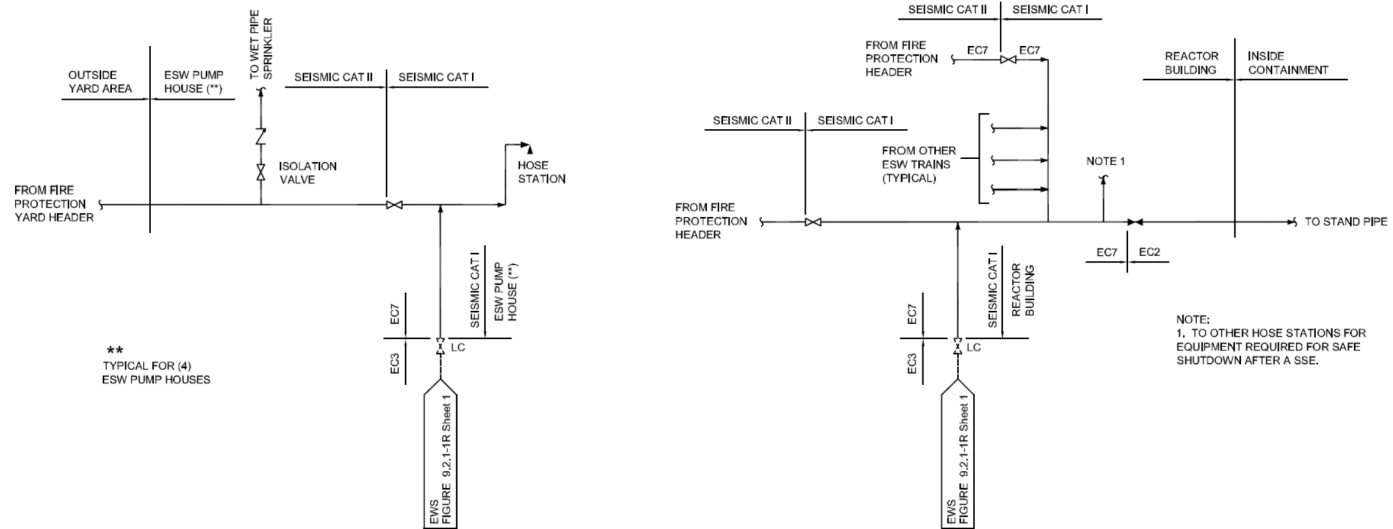 TO WET PIPE
SPRINKLER
OUTSIDE
YARD AREA
ESW PUMP
HOUSE (**)
SEISMIC CAT II
SEISMIC CAT I
ISOLATION
VALVE
HOSE
STATION
FROM FIRE
PROTECTION
YARD HEADER
SEISMIC CAT I
ESW PUMP
HOUSE (**)
EC7
EC3
LC
**
TYPICAL FOR (4)
ESW PUMP HOUSES
EWS
FIGURE 9.2.1-1R Sheet 1
SEISMIC CAT II
SEISMIC CAT I
FROM FIRE
PROTECTION
HEADER
EC7
EC7
REACTOR
BUILDING
INSIDE
CONTAINMENT
SEISMIC CAT II
SEISMIC CAT I
FROM OTHER
ESW TRAINS
(TYPICAL)
NOTE 1
FROM FIRE
PROTECTION
HEADER
TO STAND PIPE
EC7
EC2
SEISMIC CAT I
REACTOR
BUILDING
EC7
EC3
LC
NOTE:
1. TO OTHER HOSE STATIONS FOR
EQUIPMENT REQUIRED FOR SAFE
SHUTDOWN AFTER A SSE.
EWS
FIGURE 9.2.1-1R Sheet 1